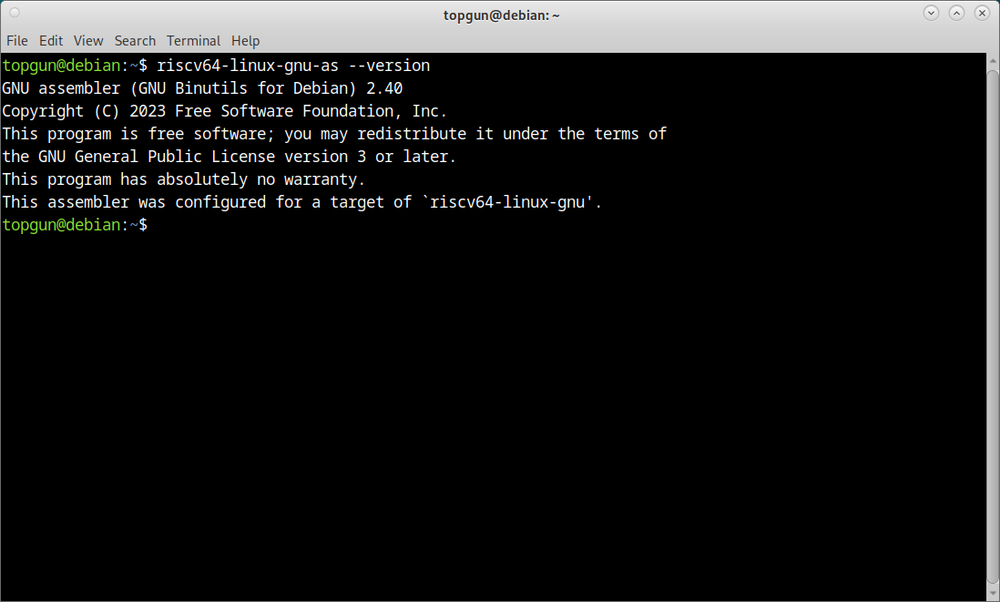 topgun@debian: ~
File Edit View Search Terminal Help
topgun@debian:~$ riscv64-linux-gnu-as --version
GNU assembler (GNU Binutils for Debian) 2.40
Copyright (C) 2023 Free Software Foundation, Inc.
This program is free software; you may redistribute it under the terms of
the GNU General Public License version 3 or later.
This program has absolutely no warranty.
This assembler was configured for a target of `riscv64-linux-gnu'.
topgun@debian:~$